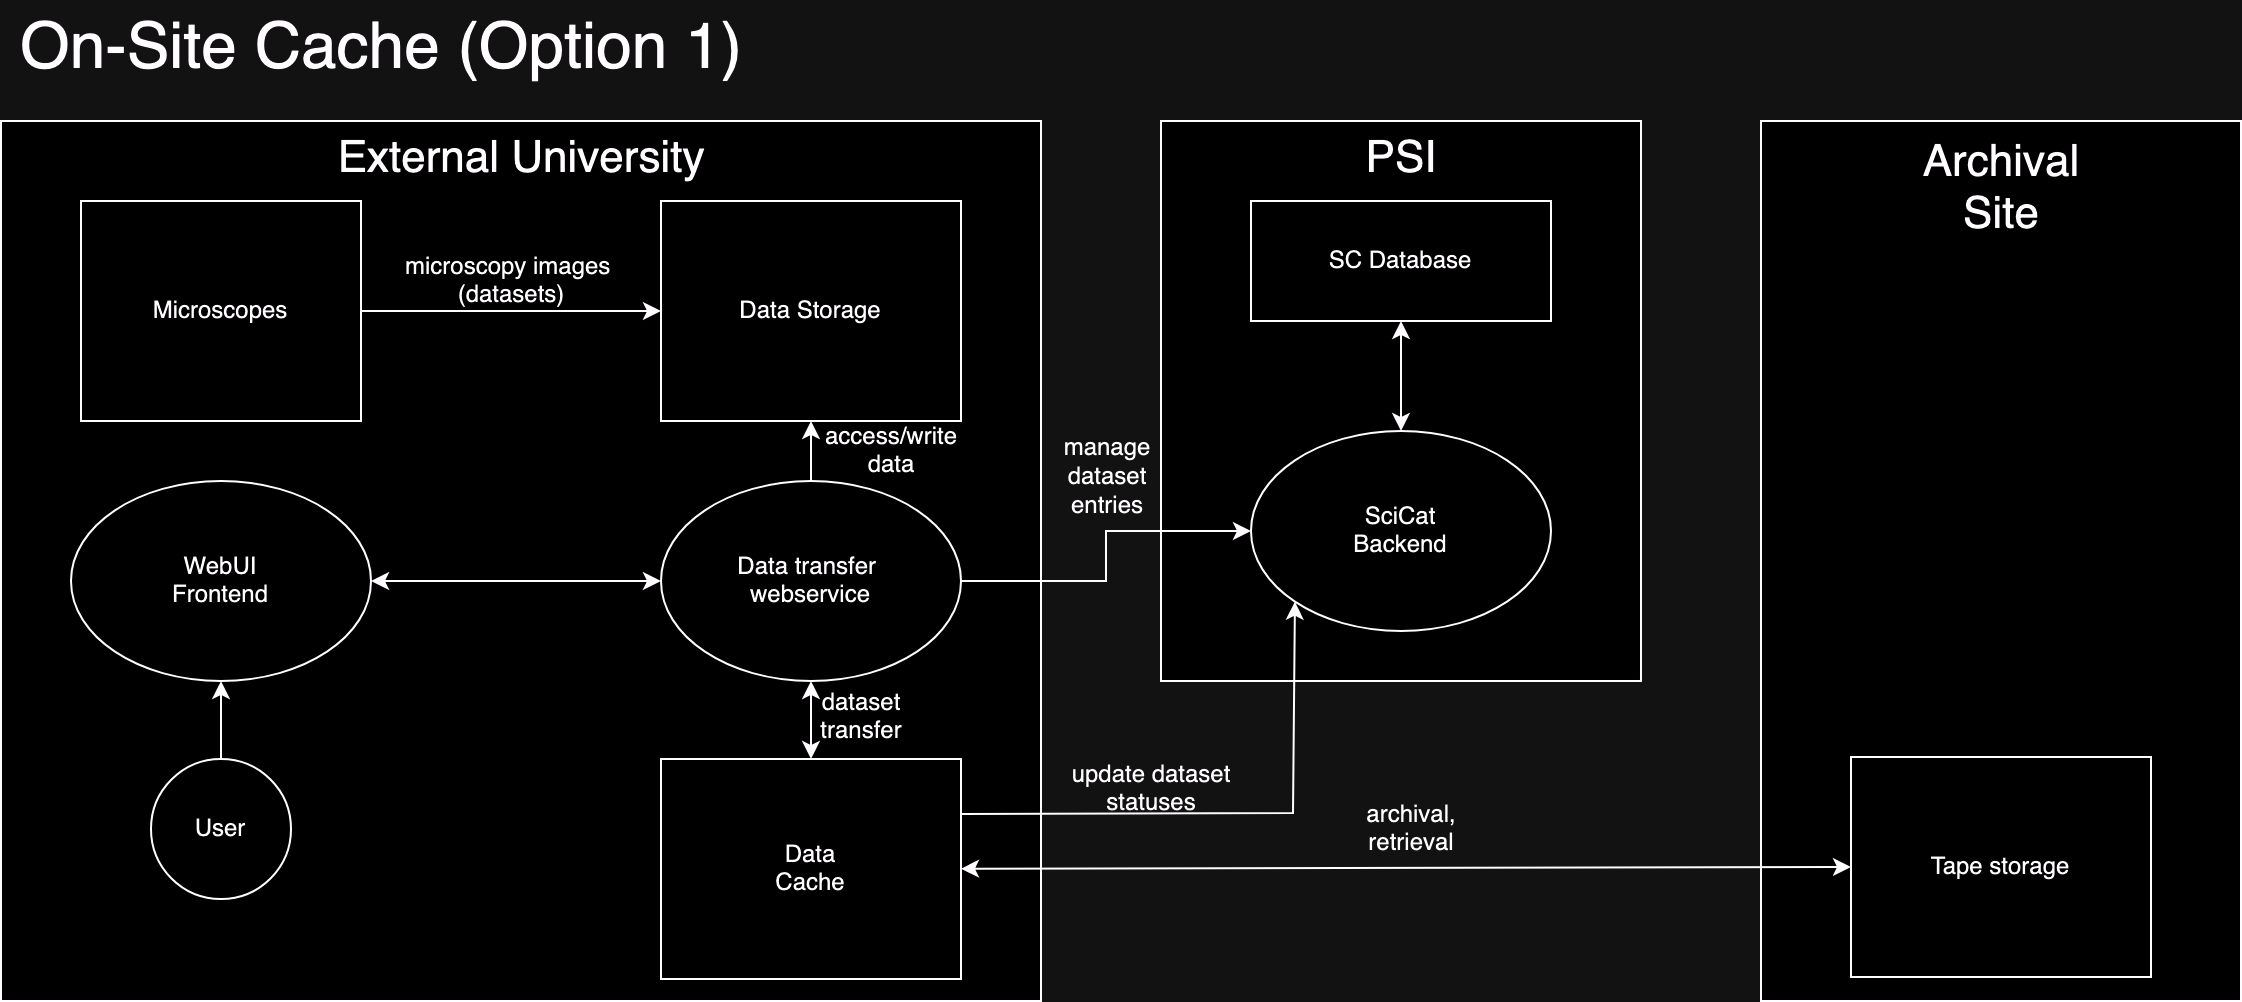 On-Site Cache (Option 1)
External University
PSI
Archival
Site
Microscopes
microscopy images
(datasets)
Data Storage
SC Database
access/write
data
manage
dataset
entries
WebUI
Frontend
Data transfer
webservice
SciCat
Backend
dataset
transfer
User
Data
Cache
update dataset
statuses
archival,
retrieval
Tape storage